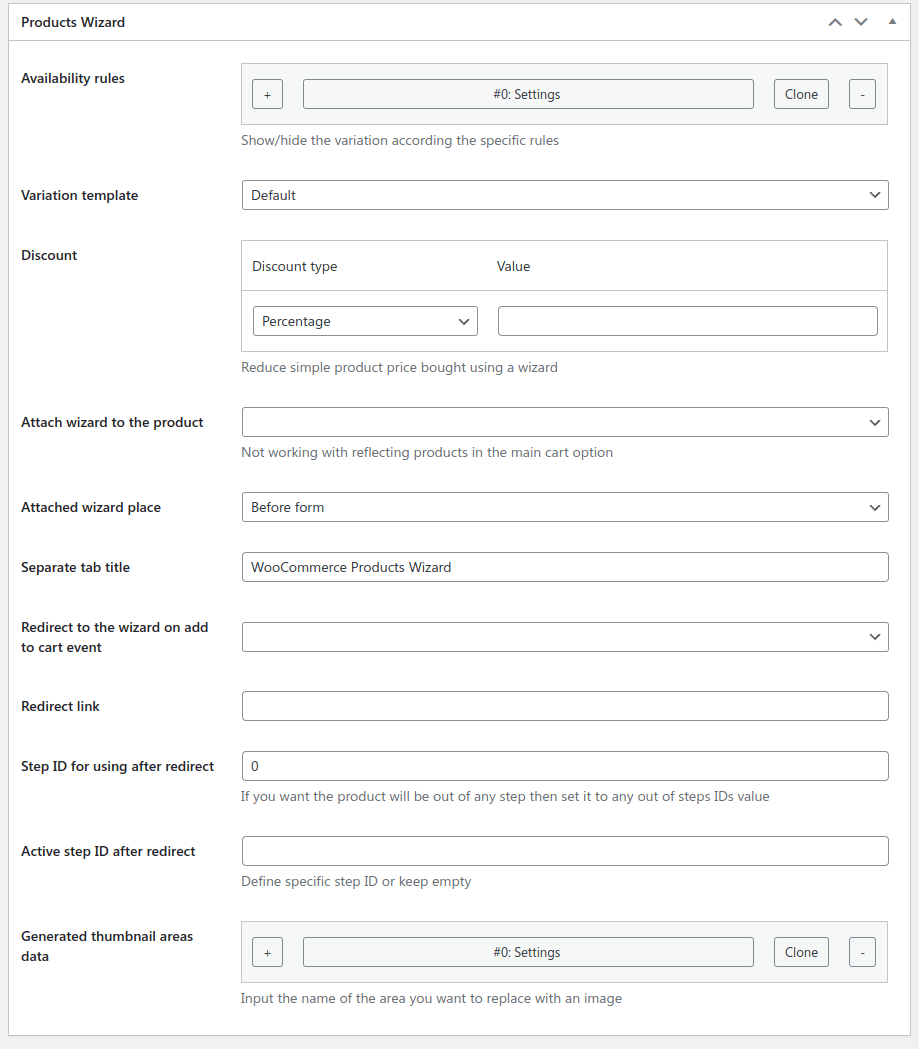 Products Wizard
Availability rules
+ #0: Settings Clone -
Show/hide the variation according the specific rules
Variation template
Default
Discount
Discount type Value
Percentage
Reduce simple product price bought using a wizard
Attach wizard to the product
Not working with reflecting products in the main cart option
Attached wizard place
Before form
Separate tab title
WooCommerce Products Wizard
Redirect to the wizard on add
to cart event
Redirect link
Step ID for using after redirect
0
If you want the product will be out of any step then set it to any out of steps IDs value
Active step ID after redirect
Define specific step ID or keep empty
Generated thumbnail areas
data
+ #0: Settings Clone -
Input the name of the area you want to replace with an image